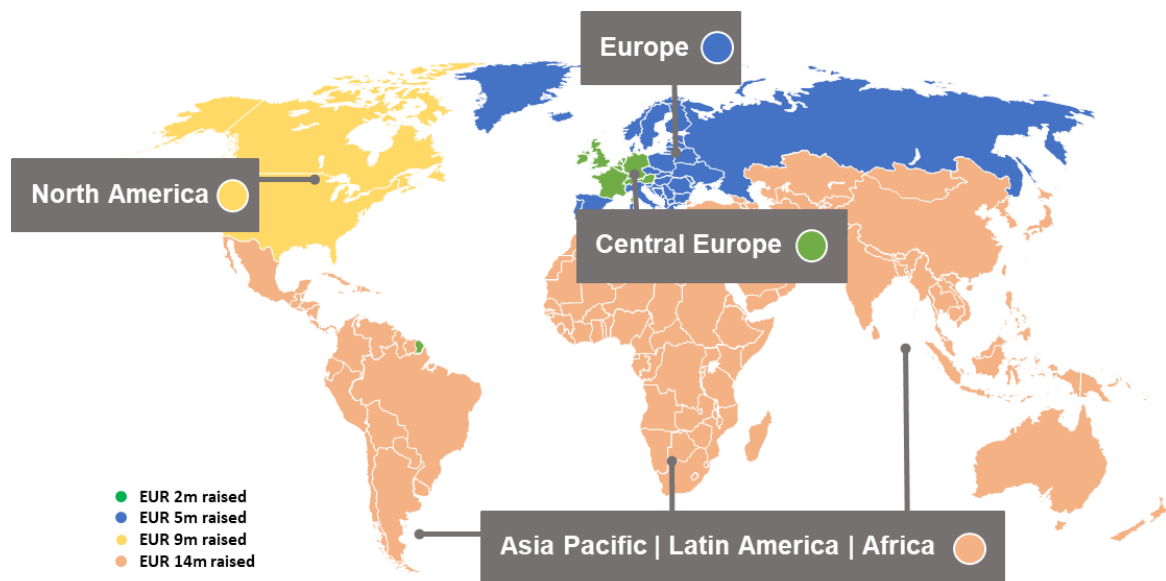 Europe
North America
Central Europe
EUR 2m raised
EUR 5m raised
EUR 9m raised
EUR 14m raised
Asia Pacific | Latin America | Africa